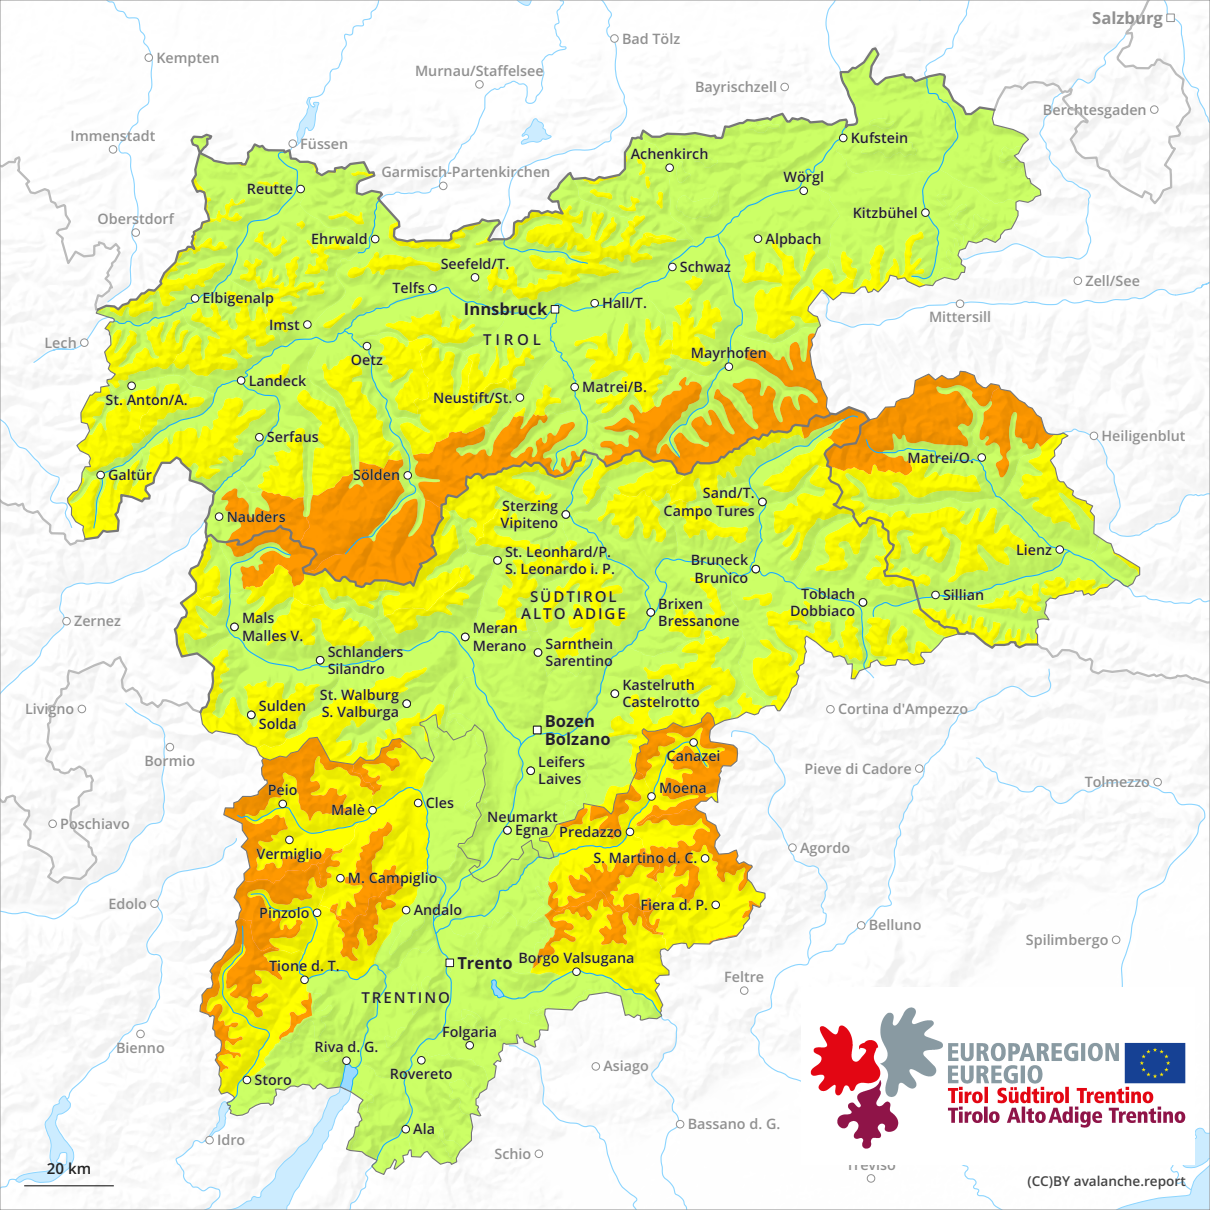 Salzburg
Bad Tölz
Kempten
Murnau/Staffelsee
Bayrischzell
Berchtesgaden
Immenstadt
Kufstein
Füssen
Achenkirch
Garmisch-Partenkirchen
Wörgl
Reutte
Kitzbühel
Oberstdorf
Ehrwald
Alpbach
Seefeld/T.
Schwaz
Zell/See
Telfs
Elbigenalp
Hall/T.
Innsbruck
Mittersill
Imst
TIROL
Lech
Oetz
Mayrhofen
Landeck
Matrei/B.
St. Anton/A.
Neustift/St.
Serfaus
Heiligenblut
Matrei/O.
Galtür
Sölden
Sand/T.
Campo Tures
Sterzing
Vipiteno
Nauders
St. Leonhard/P.
S. Leonardo i. P.
Lienz
Bruneck
Brunico
SÜDTIROL
ALTO ADIGE
Toblach
Dobbiaco
Sillian
Brixen
Bressanone
Zernez
Mals
Malles V.
Meran
Merano
Sarnthein
Sarentino
Schlanders
Silandro
Kastelruth
Castelrotto
St. Walburg
S. Valburga
Sulden
Solda
Livigno
Cortina d'Ampezzo
Bozen
Bolzano
Bormio
Canazei
Leifers
Laives
Pieve di Cadore
Tolmezzo
Peio
Moena
Malè
Cles
Neumarkt
Egna
Poschiavo
Predazzo
Vermiglio
Agordo
S. Martino d. C.
M. Campiglio
Edolo
Fiera d. P.
Pinzolo
Andalo
Belluno
Spilimbergo
Trento
Borgo Valsugana
Tione d. T.
Feltre
TRENTINO
Folgaria
Bienno
Riva d. G.
Rovereto
Asiago
Storo
EUROPAREGION
EUREGIO
Tirol Südtirol Trentino
Tirolo Alto Adige Trentino
Ala
Bassano d. G.
Idro
Schio
Treviso
20 km
(CC)BY avalanche.report